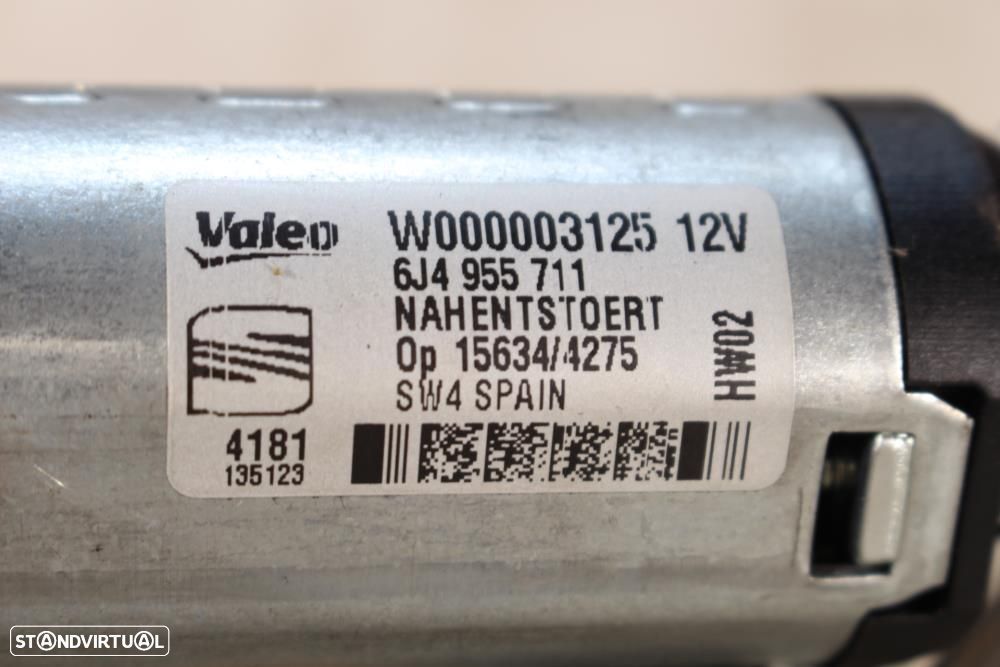 Valeo W000003125 12V
6J4 955 711
NAHENTSTOERT
Op 15634/4275
SW4 SPAIN
HW02
4181
135123
STANDVIRTUAL